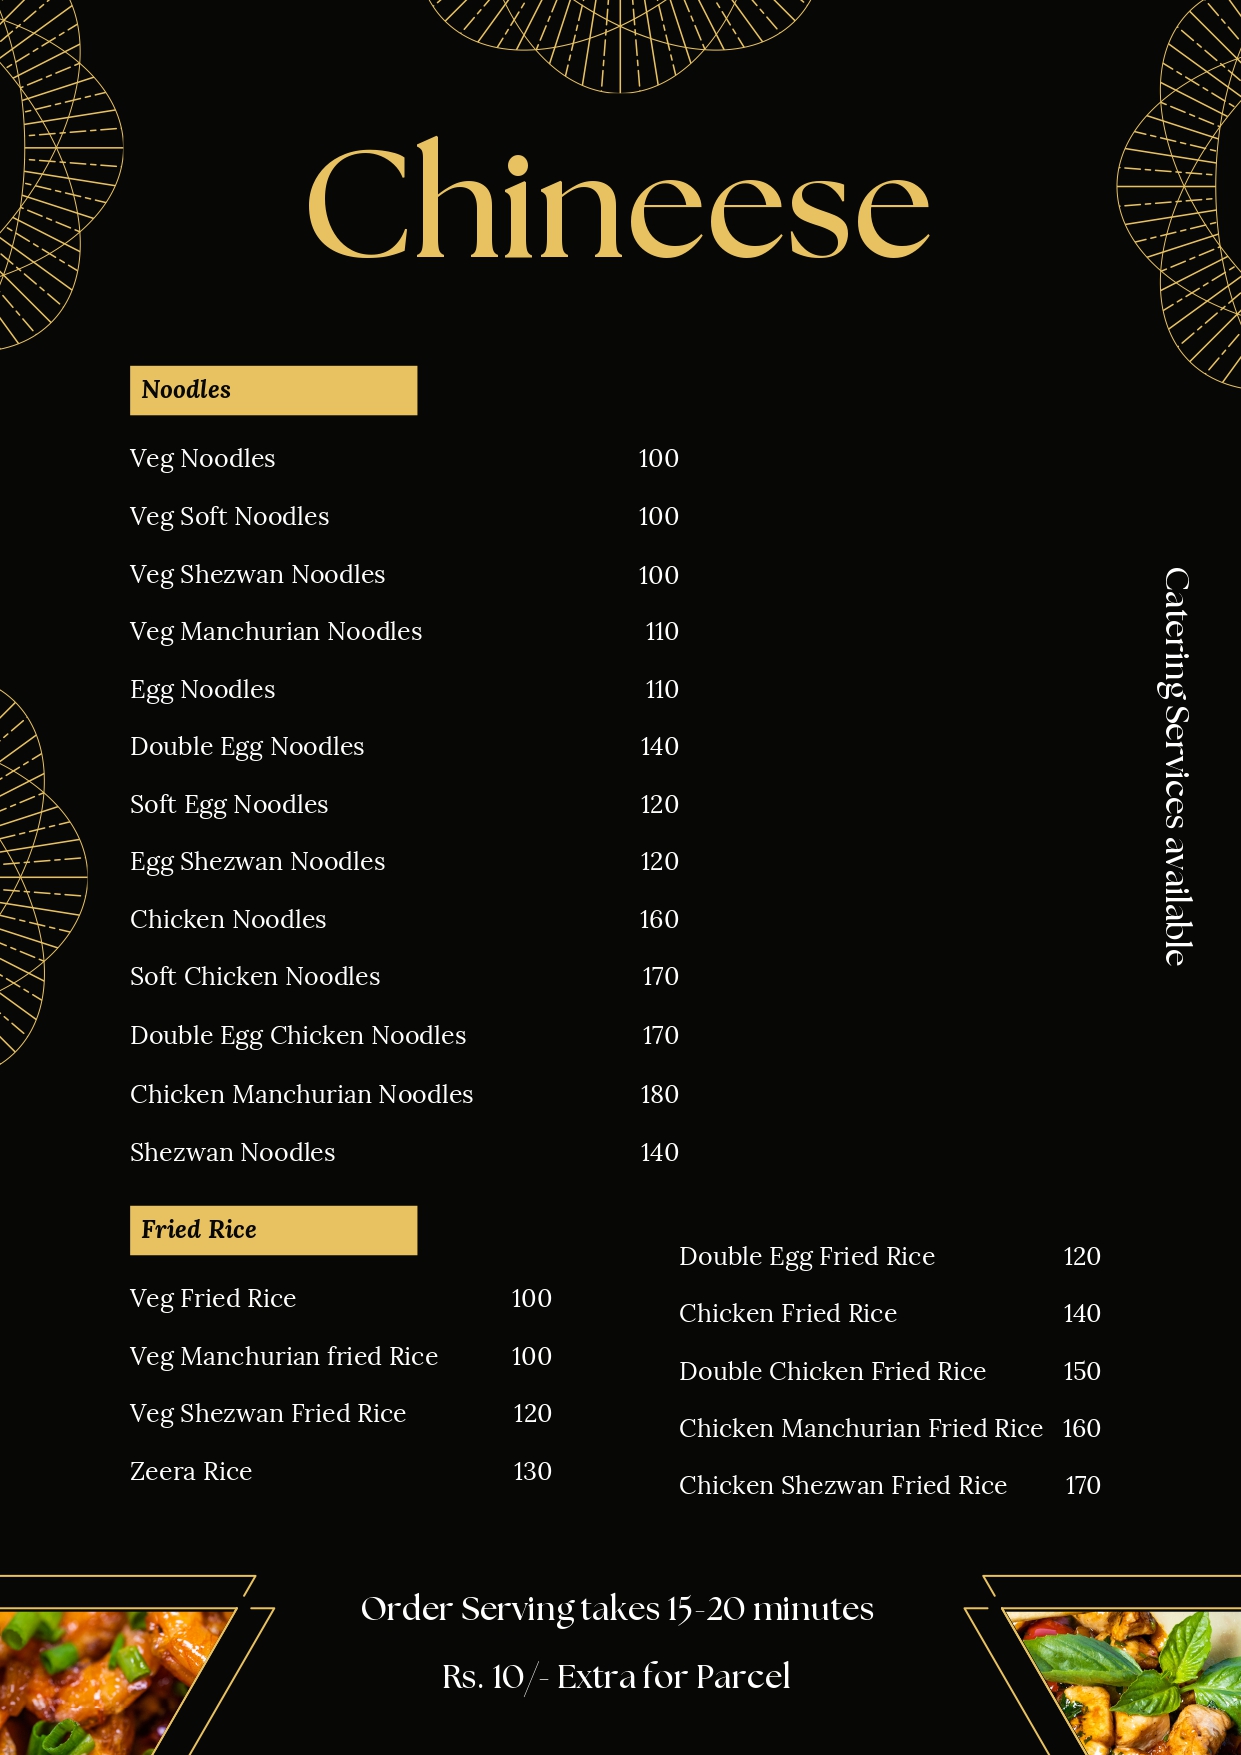 Chineese
Noodles
Veg Noodles 100
Veg Soft Noodles 100
Veg Shezwan Noodles 100
Veg Manchurian Noodles 110
Egg Noodles 110
Double Egg Noodles 140
Soft Egg Noodles 120
Egg Shezwan Noodles 120
Chicken Noodles 160
Soft Chicken Noodles 170
Double Egg Chicken Noodles 170
Chicken Manchurian Noodles 180
Shezwan Noodles 140
Fried Rice
Veg Fried Rice 100
Veg Manchurian fried Rice 100
Veg Shezwan Fried Rice 120
Zeera Rice 130
Double Egg Fried Rice 120
Chicken Fried Rice 140
Double Chicken Fried Rice 150
Chicken Manchurian Fried Rice 160
Chicken Shezwan Fried Rice 170
Catering Services available
Order Serving takes 15-20 minutes
Rs. 10/- Extra for Parcel